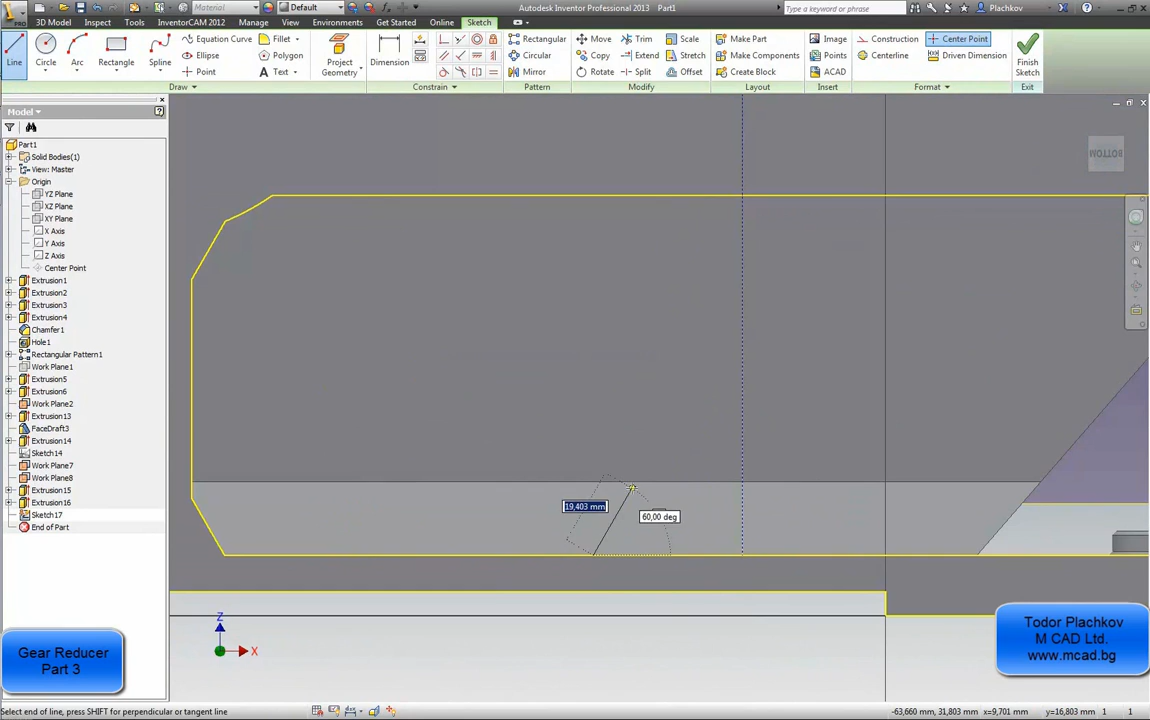 Material
Default
Autodesk Inventor Professional 2013 Part1
Type a keyword or phrase
Plachkov
PRO
3D Model Inspect Tools InventorCAM 2012 Manage View Environments Get Started Online Sketch
Line
Circle
Arc
Rectangle
Spline
Equation Curve
Ellipse
Point
Fillet
Polygon
Text
Project
Geometry
Dimension
Rectangular
Circular
Mirror
Move
Copy
Rotate
Trim
Extend
Split
Scale
Stretch
Offset
Make Part
Make Components
Create Block
Image
Points
ACAD
Construction
Centerline
Center Point
Driven Dimension
Finish
Sketch
Draw Constrain Pattern Modify Layout Insert Format Exit
Model
Part1
Solid Bodies(1)
View: Master
Origin
YZ Plane
XZ Plane
XY Plane
X Axis
Y Axis
Z Axis
Center Point
Extrusion1
Extrusion2
Extrusion3
Extrusion4
Chamfer1
Hole1
Rectangular Pattern1
Work Plane1
Extrusion5
Extrusion6
Work Plane2
Extrusion13
FaceDraft3
Extrusion14
Sketch14
Work Plane7
Work Plane8
Extrusion15
Extrusion16
Sketch17
End of Part
BOTTOM
19,403 mm
60,00 deg
Z
X
Gear Reducer
Part 3
Todor Plachkov
M CAD Ltd.
www.mcad.bg
Select end of line, press SHIFT for perpendicular or tangent line
-63,660 mm, 31,803 mm x=9,701 mm y=16,803 mm 1 1